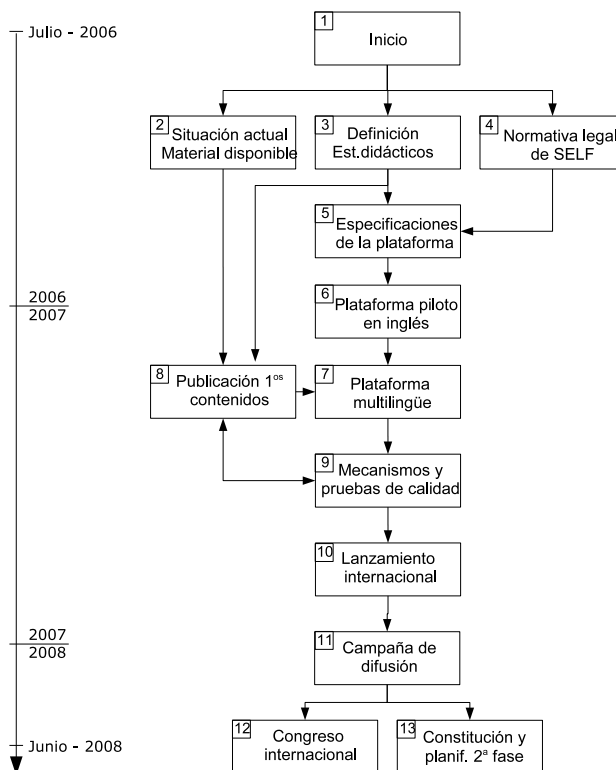 Julio - 2006
1
Inicio
2
Situación actual
Material disponible
3
Definición
Est.didácticos
4
Normativa legal
de SELF
5
Especificaciones
de la plataforma
2006
2007
6
Plataforma piloto
en inglés
8
Publicación 1ºˢ
contenidos
7
Plataforma
multilingüe
9
Mecanismos y
pruebas de calidad
10
Lanzamiento
internacional
2007
2008
11
Campaña de
difusión
12
Congreso
internacional
13
Constitución y
planif. 2ª fase
Junio - 2008